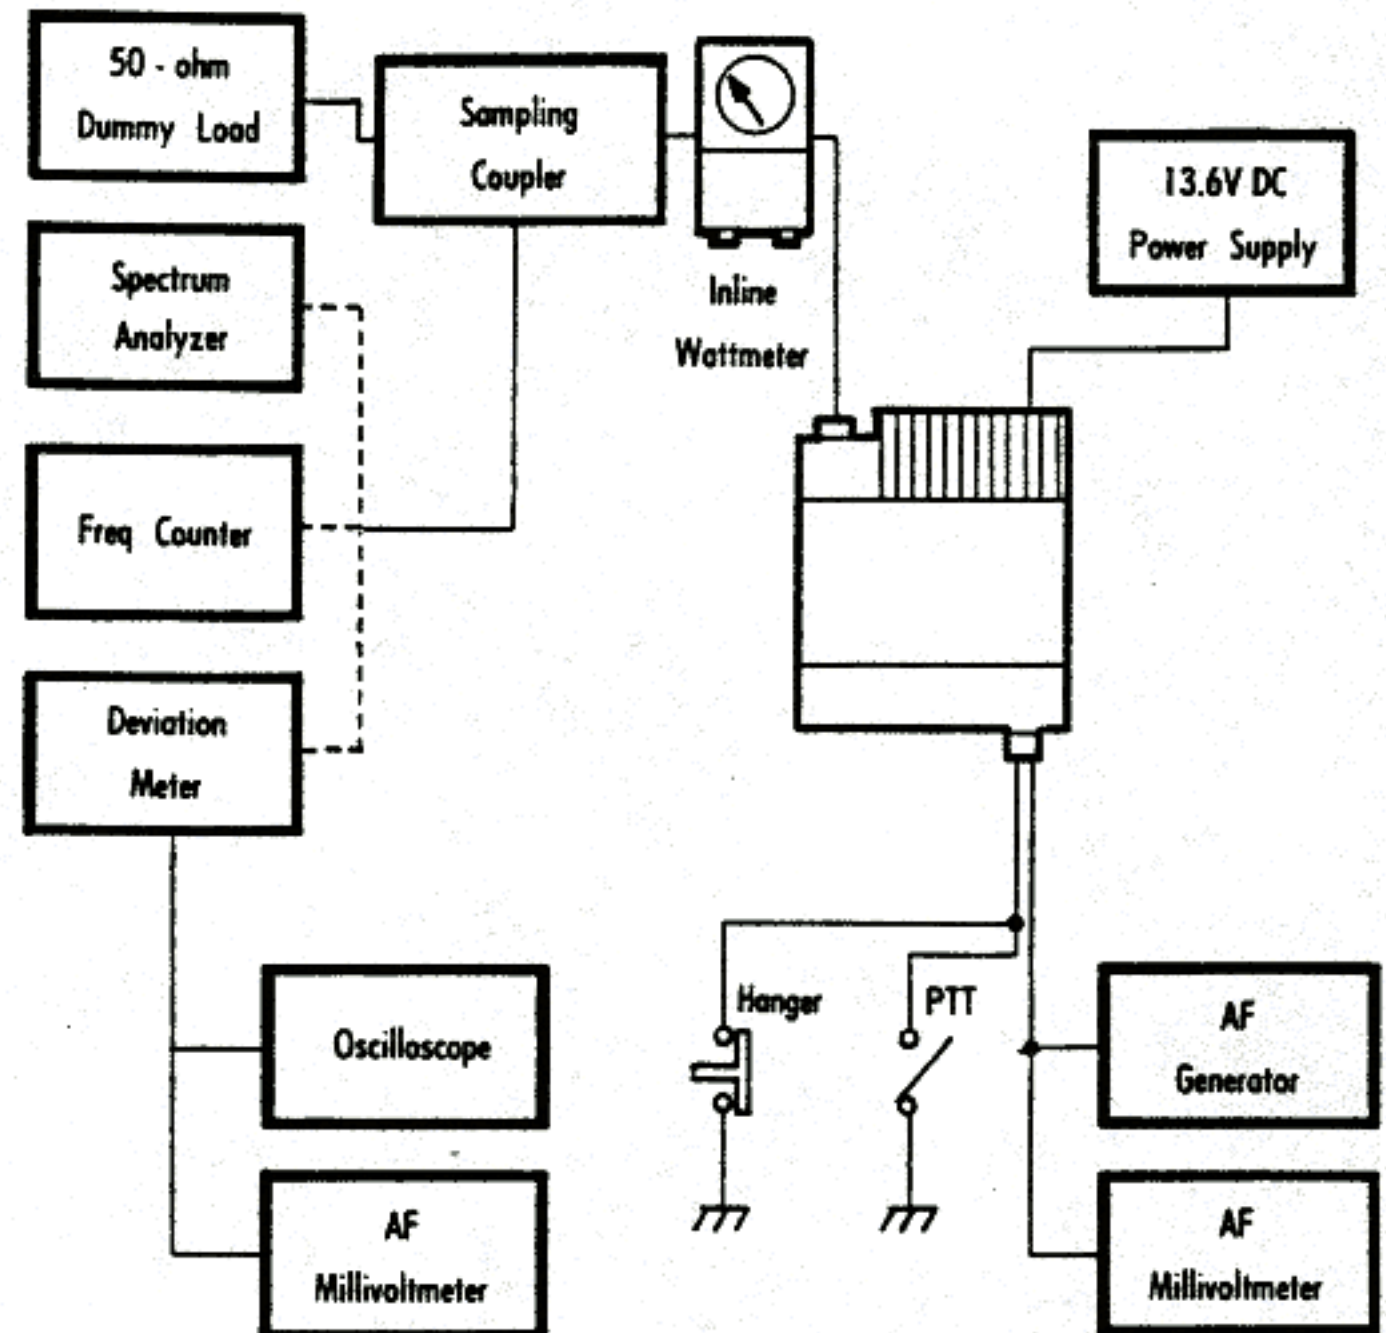 50 - ohm
Dummy Load
Sampling
Coupler
13.6V DC
Power Supply
Spectrum
Analyzer
Inline
Wattmeter
Freq Counter
Deviation
Meter
Hanger
PTT
Oscilloscope
AF
Generator
AF
Millivoltmeter
AF
Millivoltmeter